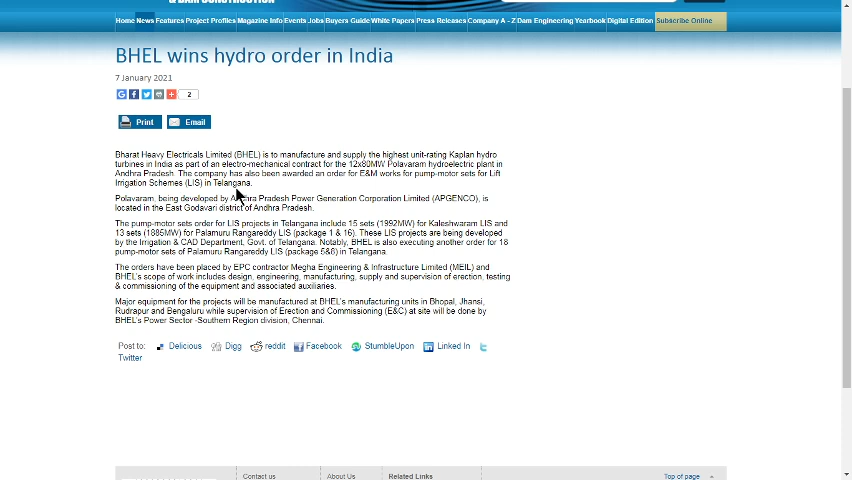 & DAM CONSTRUCTION
Home News Features Project Profiles Magazine Info Events Jobs Buyers Guide White Papers Press Releases Company A - Z Dam Engineering Yearbook Digital Edition Subscribe Online
BHEL wins hydro order in India
7 January 2021
2
Print Email
Bharat Heavy Electricals Limited (BHEL) is to manufacture and supply the highest unit-rating Kaplan hydro
turbines in India as part of an electro-mechanical contract for the 12x80MW Polavaram hydroelectric plant in
Andhra Pradesh. The company has also been awarded an order for E&M works for pump-motor sets for Lift
Irrigation Schemes (LIS) in Telangana.
Polavaram, being developed by Andhra Pradesh Power Generation Corporation Limited (APGENCO), is
located in the East Godavari district of Andhra Pradesh.
The pump-motor sets order for LIS projects in Telangana include 15 sets (1992MW) for Kaleshwaram LIS and
13 sets (1885MW) for Palamuru Rangareddy LIS (package 1 & 16). These LIS projects are being developed
by the Irrigation & CAD Department, Govt. of Telangana. Notably, BHEL is also executing another order for 18
pump-motor sets of Palamuru Rangareddy LIS (package 5&8) in Telangana.
The orders have been placed by EPC contractor Megha Engineering & Infrastructure Limited (MEIL) and
BHEL's scope of work includes design, engineering, manufacturing, supply and supervision of erection, testing
& commissioning of the equipment and associated auxiliaries.
Major equipment for the projects will be manufactured at BHEL's manufacturing units in Bhopal, Jhansi,
Rudrapur and Bengaluru while supervision of Erection and Commissioning (E&C) at site will be done by
BHEL's Power Sector -Southern Region division, Chennai.
Post to: Delicious Digg reddit Facebook StumbleUpon Linked In
Twitter
Contact us About Us Related Links Top of page